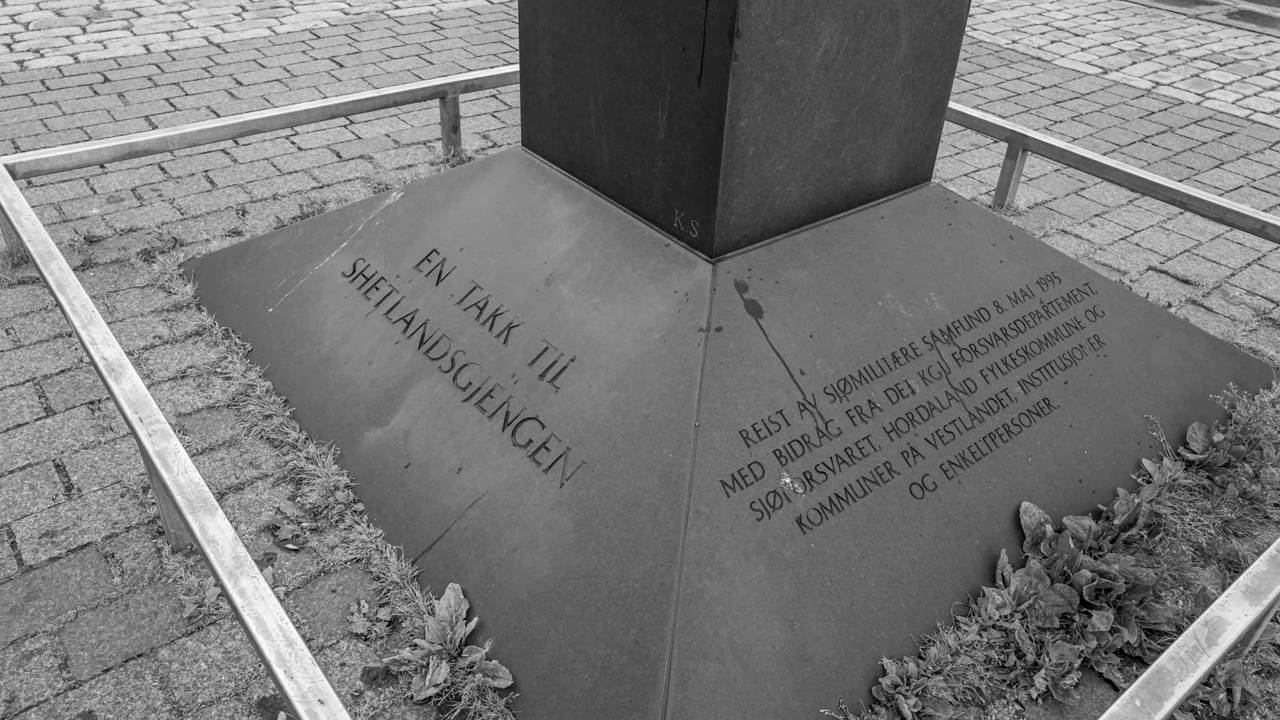 K.S
EN TAKK TIL
SHETLANDSGJENGEN
REIST AV SJØMILITÆRE SAMFUND 8. MAI 1995
MED BIDRAG FRA DET KGL FORSVARSDEPARTEMENT,
SJØFORSVARET, HORDALAND FYLKESKOMMUNE OG
KOMMUNER PÅ VESTLANDET, INSTITUSJONER
OG ENKELTPERSONER.